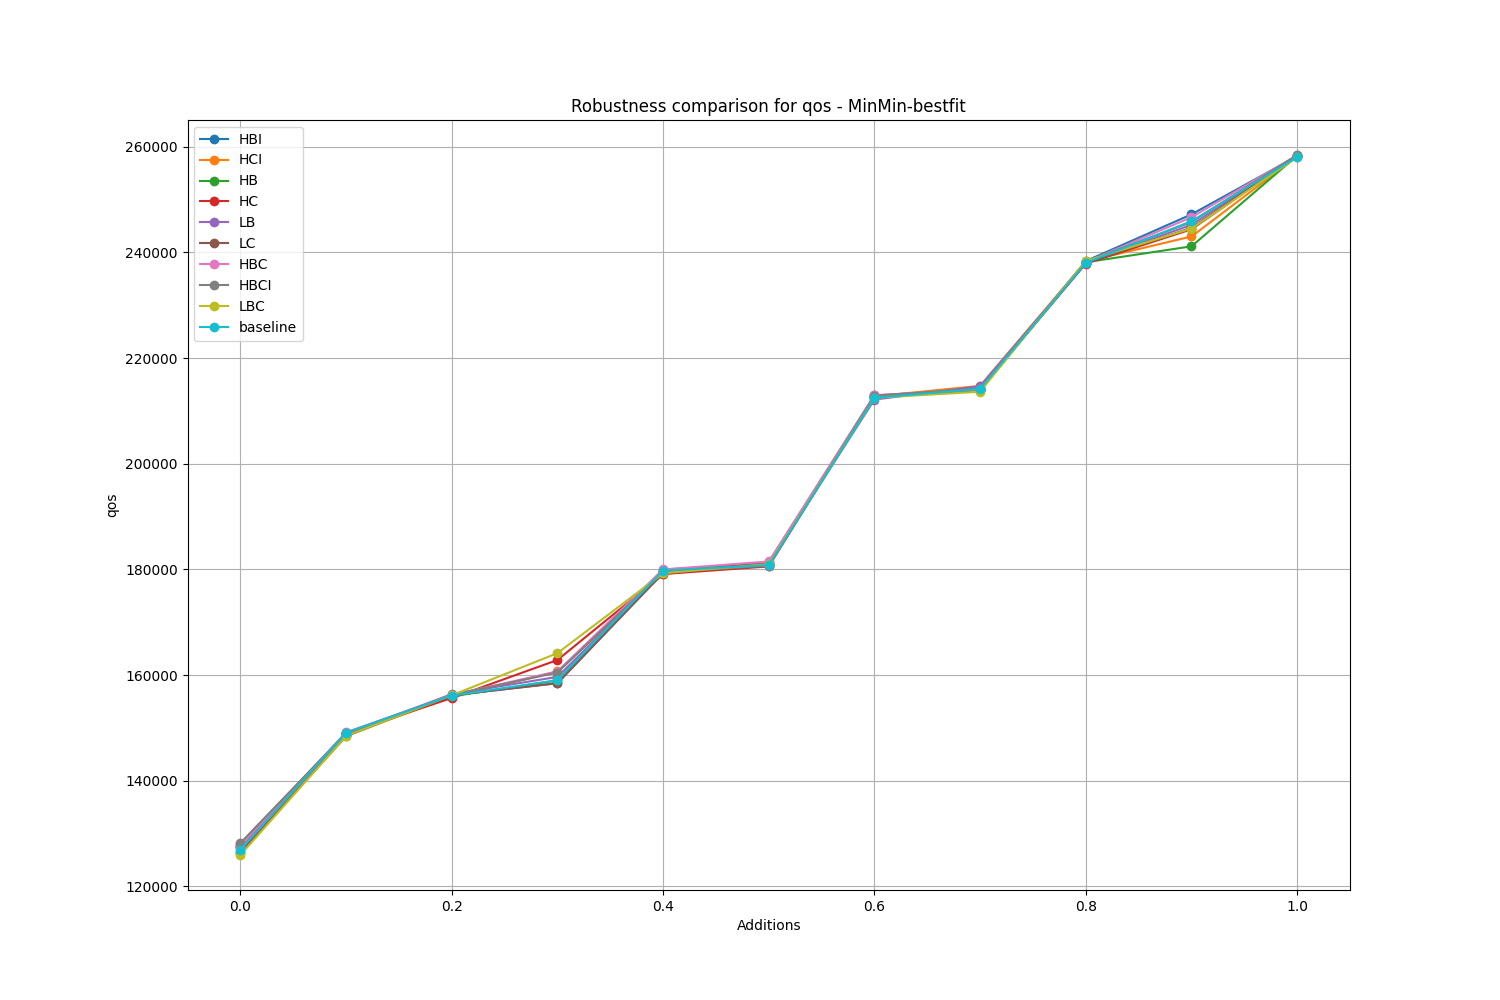 Robustness comparison for qos - MinMin-bestfit
HBI
HCI
HB
HC
LB
LC
HBC
HBCI
LBC
baseline
260000
240000
220000
200000
180000
160000
140000
120000
qos
0.0 0.2 0.4 0.6 0.8 1.0
Additions